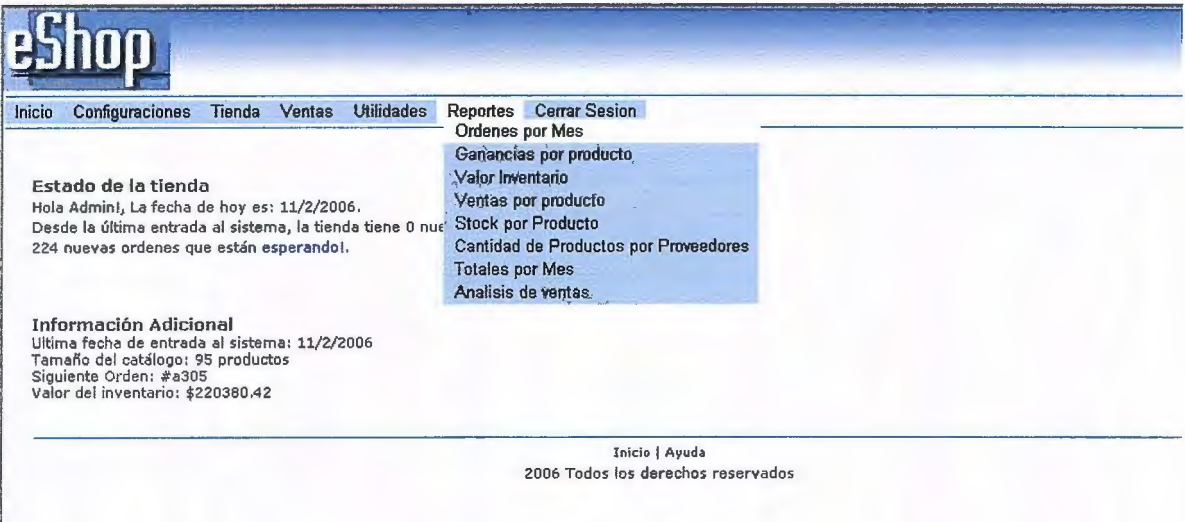 eShop
Inicio Configuraciones Tienda Ventas Utilidades Reportes Cerrar Sesion
Ordenes por Mes
Ganancias por producto
Valor Inventario
Ventas por producto
Stock por Producto
Cantidad de Productos por Proveedores
Totales por Mes
Analisis de ventas
Estado de la tienda
Hola Admin!, La fecha de hoy es: 11/2/2006.
Desde la última entrada al sistema, la tienda tiene 0 nue
224 nuevas ordenes que están esperando!.
Información Adicional
Ultima fecha de entrada al sistema: 11/2/2006
Tamaño del catálogo: 95 productos
Siguiente Orden: #a305
Valor del inventario: $220380.42
Inicio | Ayuda
2006 Todos los derechos reservados